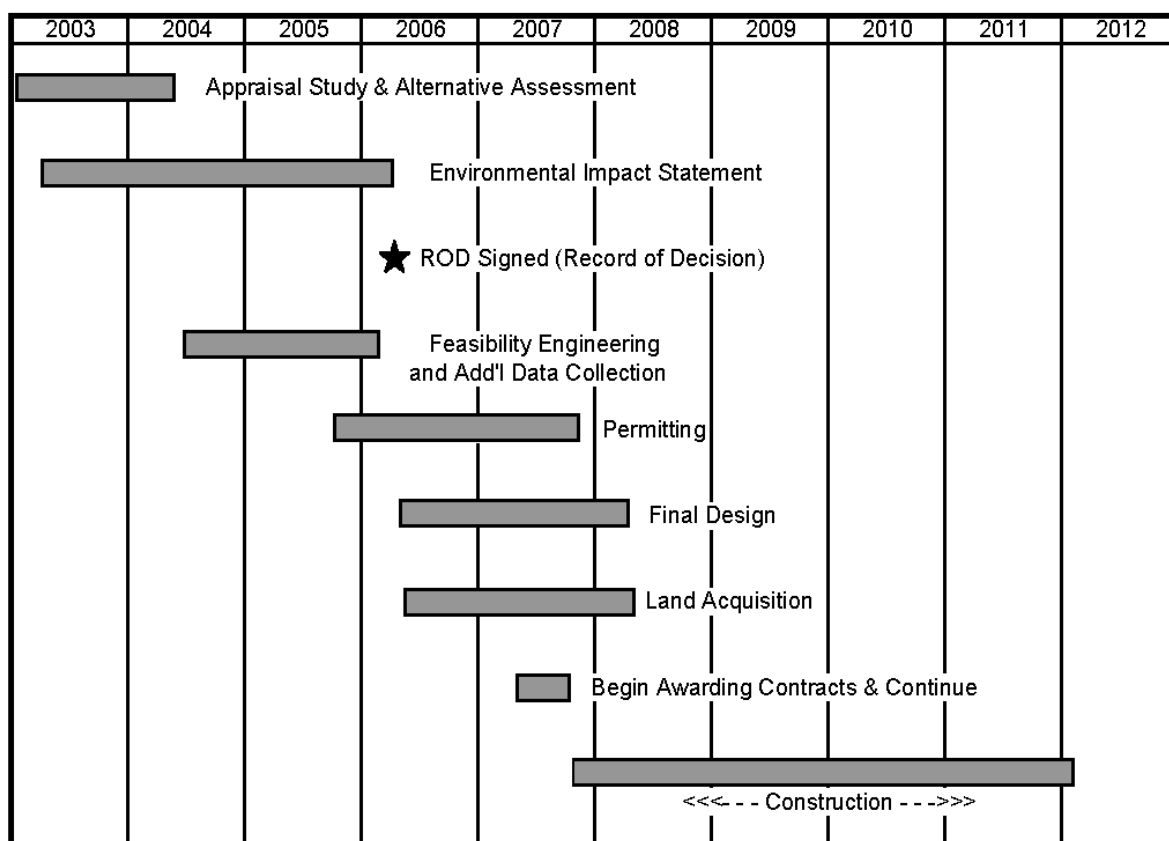 2003 2004 2005 2006 2007 2008 2009 2010 2011 2012
Appraisal Study & Alternative Assessment
Environmental Impact Statement
ROD Signed (Record of Decision)
Feasibility Engineering
and Add'l Data Collection
Permitting
Final Design
Land Acquisition
Begin Awarding Contracts & Continue
<<<- - - Construction - - ->>>